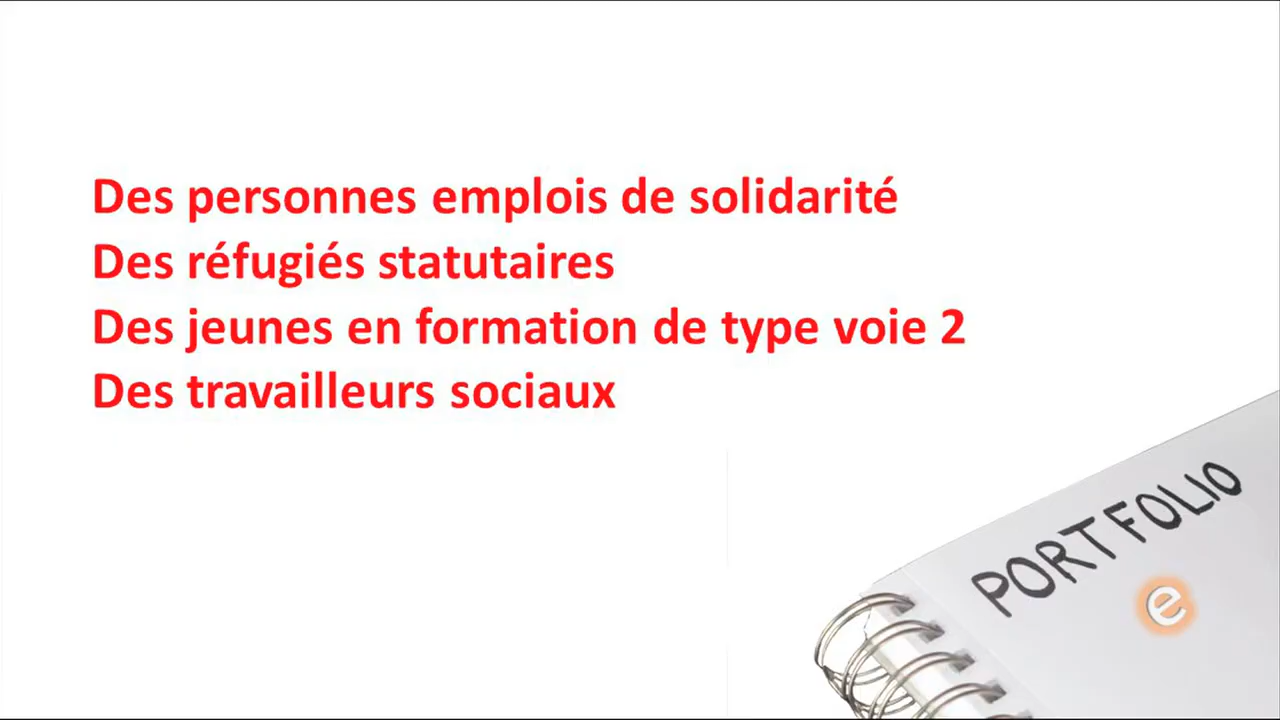 Des personnes emplois de solidarité
Des réfugiés statutaires
Des jeunes en formation de type voie 2
Des travailleurs sociaux
PORTFOLIO
e